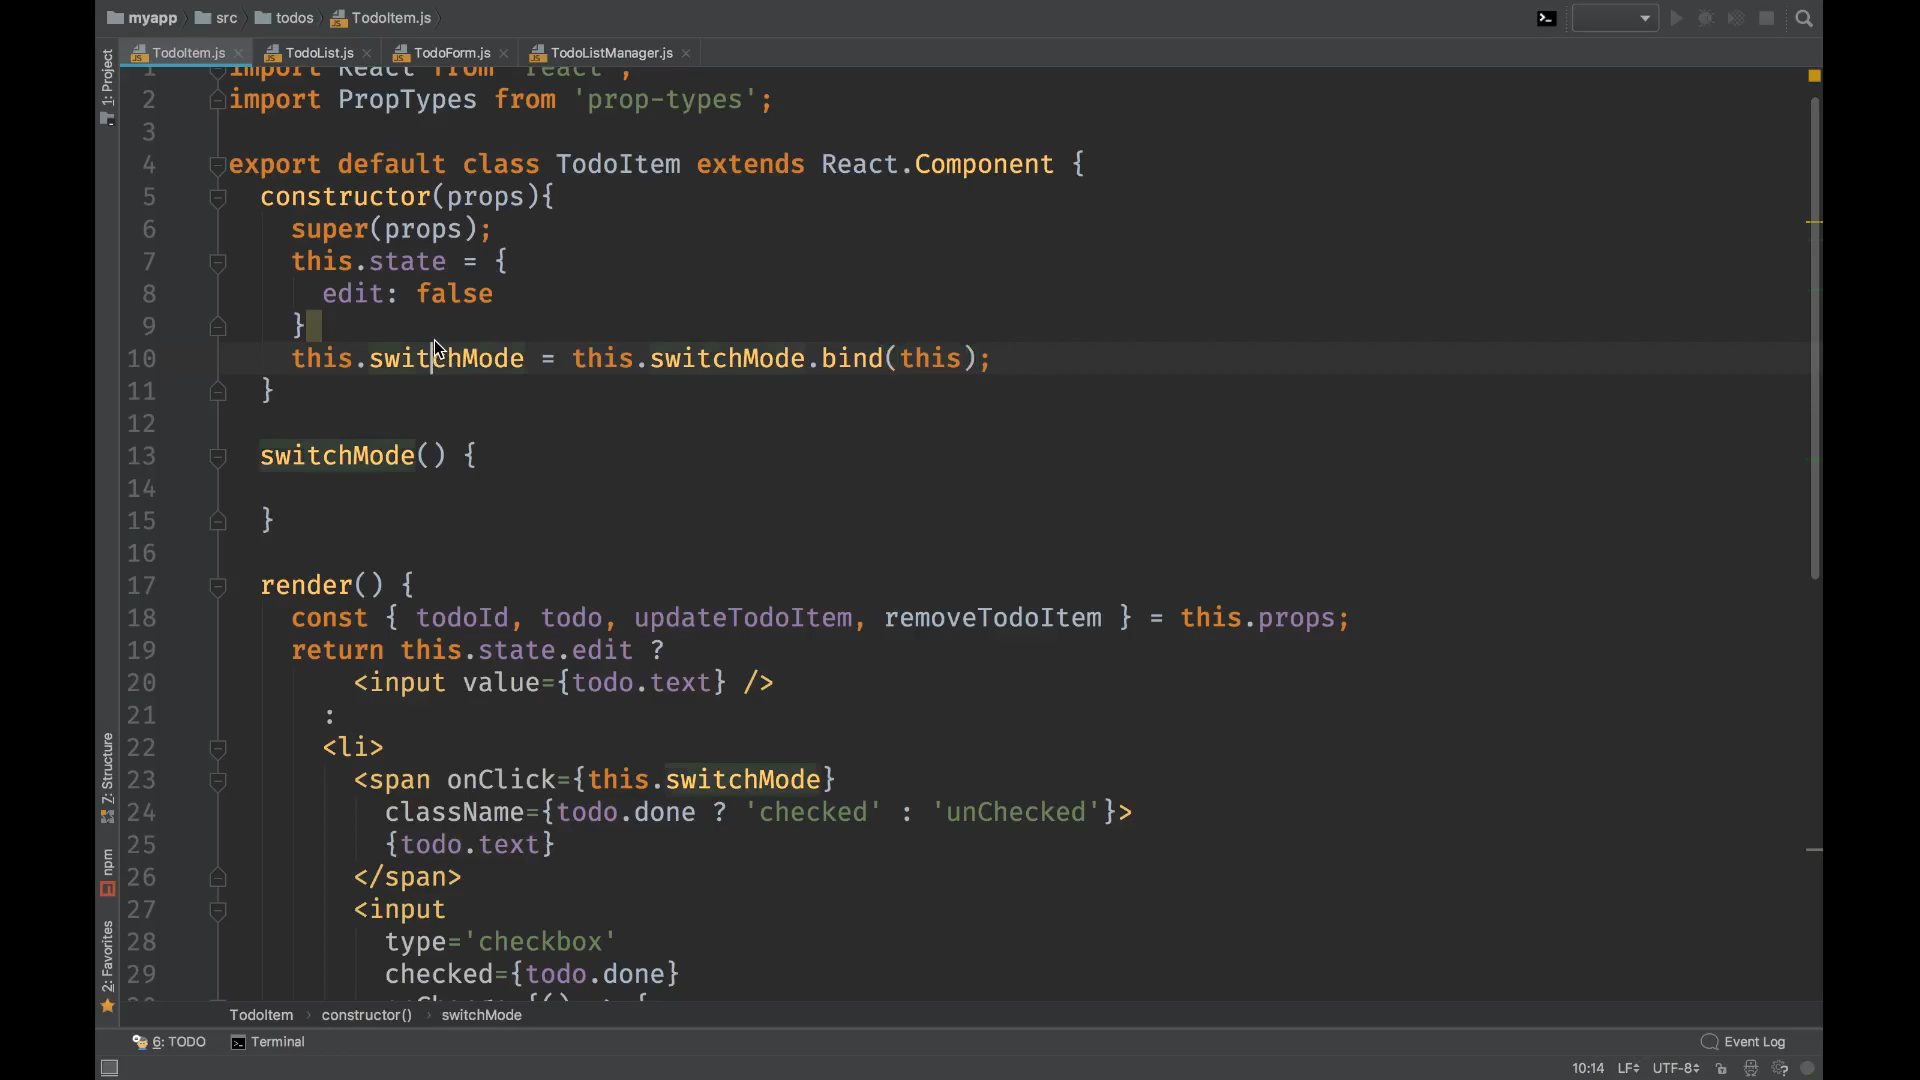 myapp src todos TodoItem.js
TodoItem.js TodoList.js TodoForm.js TodoListManager.js
1: Project
1 import React from 'react';
2 import PropTypes from 'prop-types';
3
4 export default class TodoItem extends React.Component {
5 constructor(props){
6 super(props);
7 this.state = {
8 edit: false
9 }
10 this.switchMode = this.switchMode.bind(this);
11 }
12
13 switchMode() {
14
15 }
16
17 render() {
18 const { todoId, todo, updateTodoItem, removeTodoItem } = this.props;
19 return this.state.edit ?
20 <input value={todo.text} />
21 :
22 <li>
23 <span onClick={this.switchMode}
24 className={todo.done ? 'checked' : 'unChecked'}>
25 {todo.text}
26 </span>
27 <input
28 type='checkbox'
29 checked={todo.done}
7: Structure
npm
2: Favorites
TodoItem constructor() switchMode
6: TODO Terminal Event Log
10:14 LF UTF-8